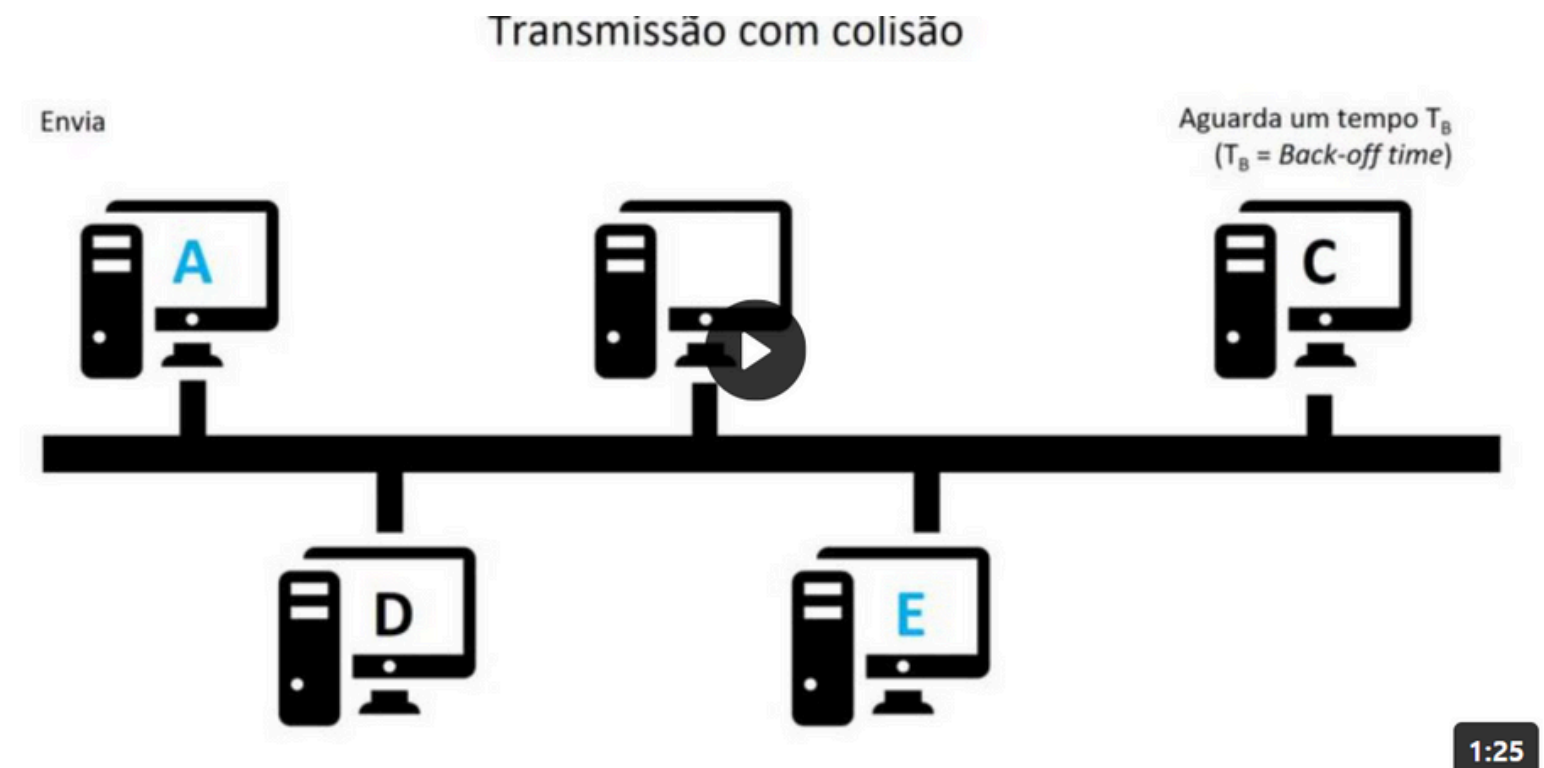 Transmissão com colisão
Envia
Aguarda um tempo T_B
(T_B = Back-off time)
A
C
D
E
1:25